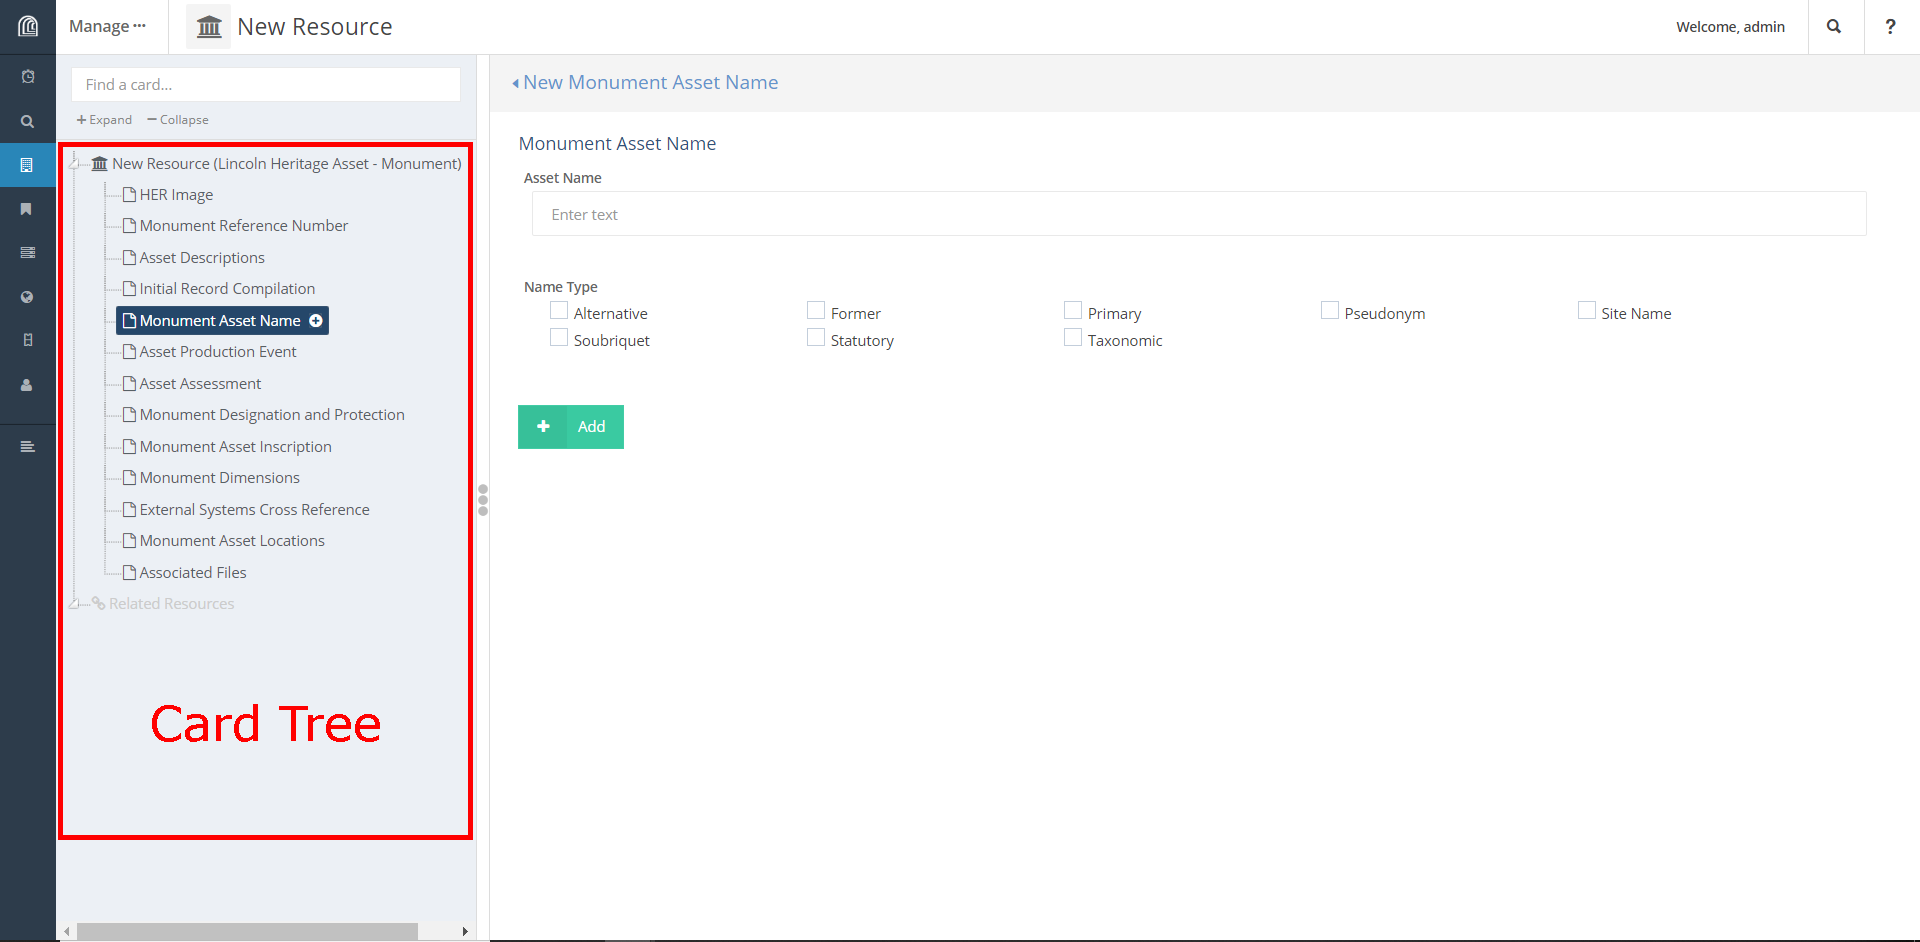 Manage
New Resource
Welcome, admin
?
Find a card...
Expand
Collapse
New Resource (Lincoln Heritage Asset - Monument)
HER Image
Monument Reference Number
Asset Descriptions
Initial Record Compilation
Monument Asset Name
Asset Production Event
Asset Assessment
Monument Designation and Protection
Monument Asset Inscription
Monument Dimensions
External Systems Cross Reference
Monument Asset Locations
Associated Files
Related Resources
Card Tree
New Monument Asset Name
Monument Asset Name
Asset Name
Enter text
Name Type
Alternative Former Primary Pseudonym Site Name
Soubriquet Statutory Taxonomic
Add